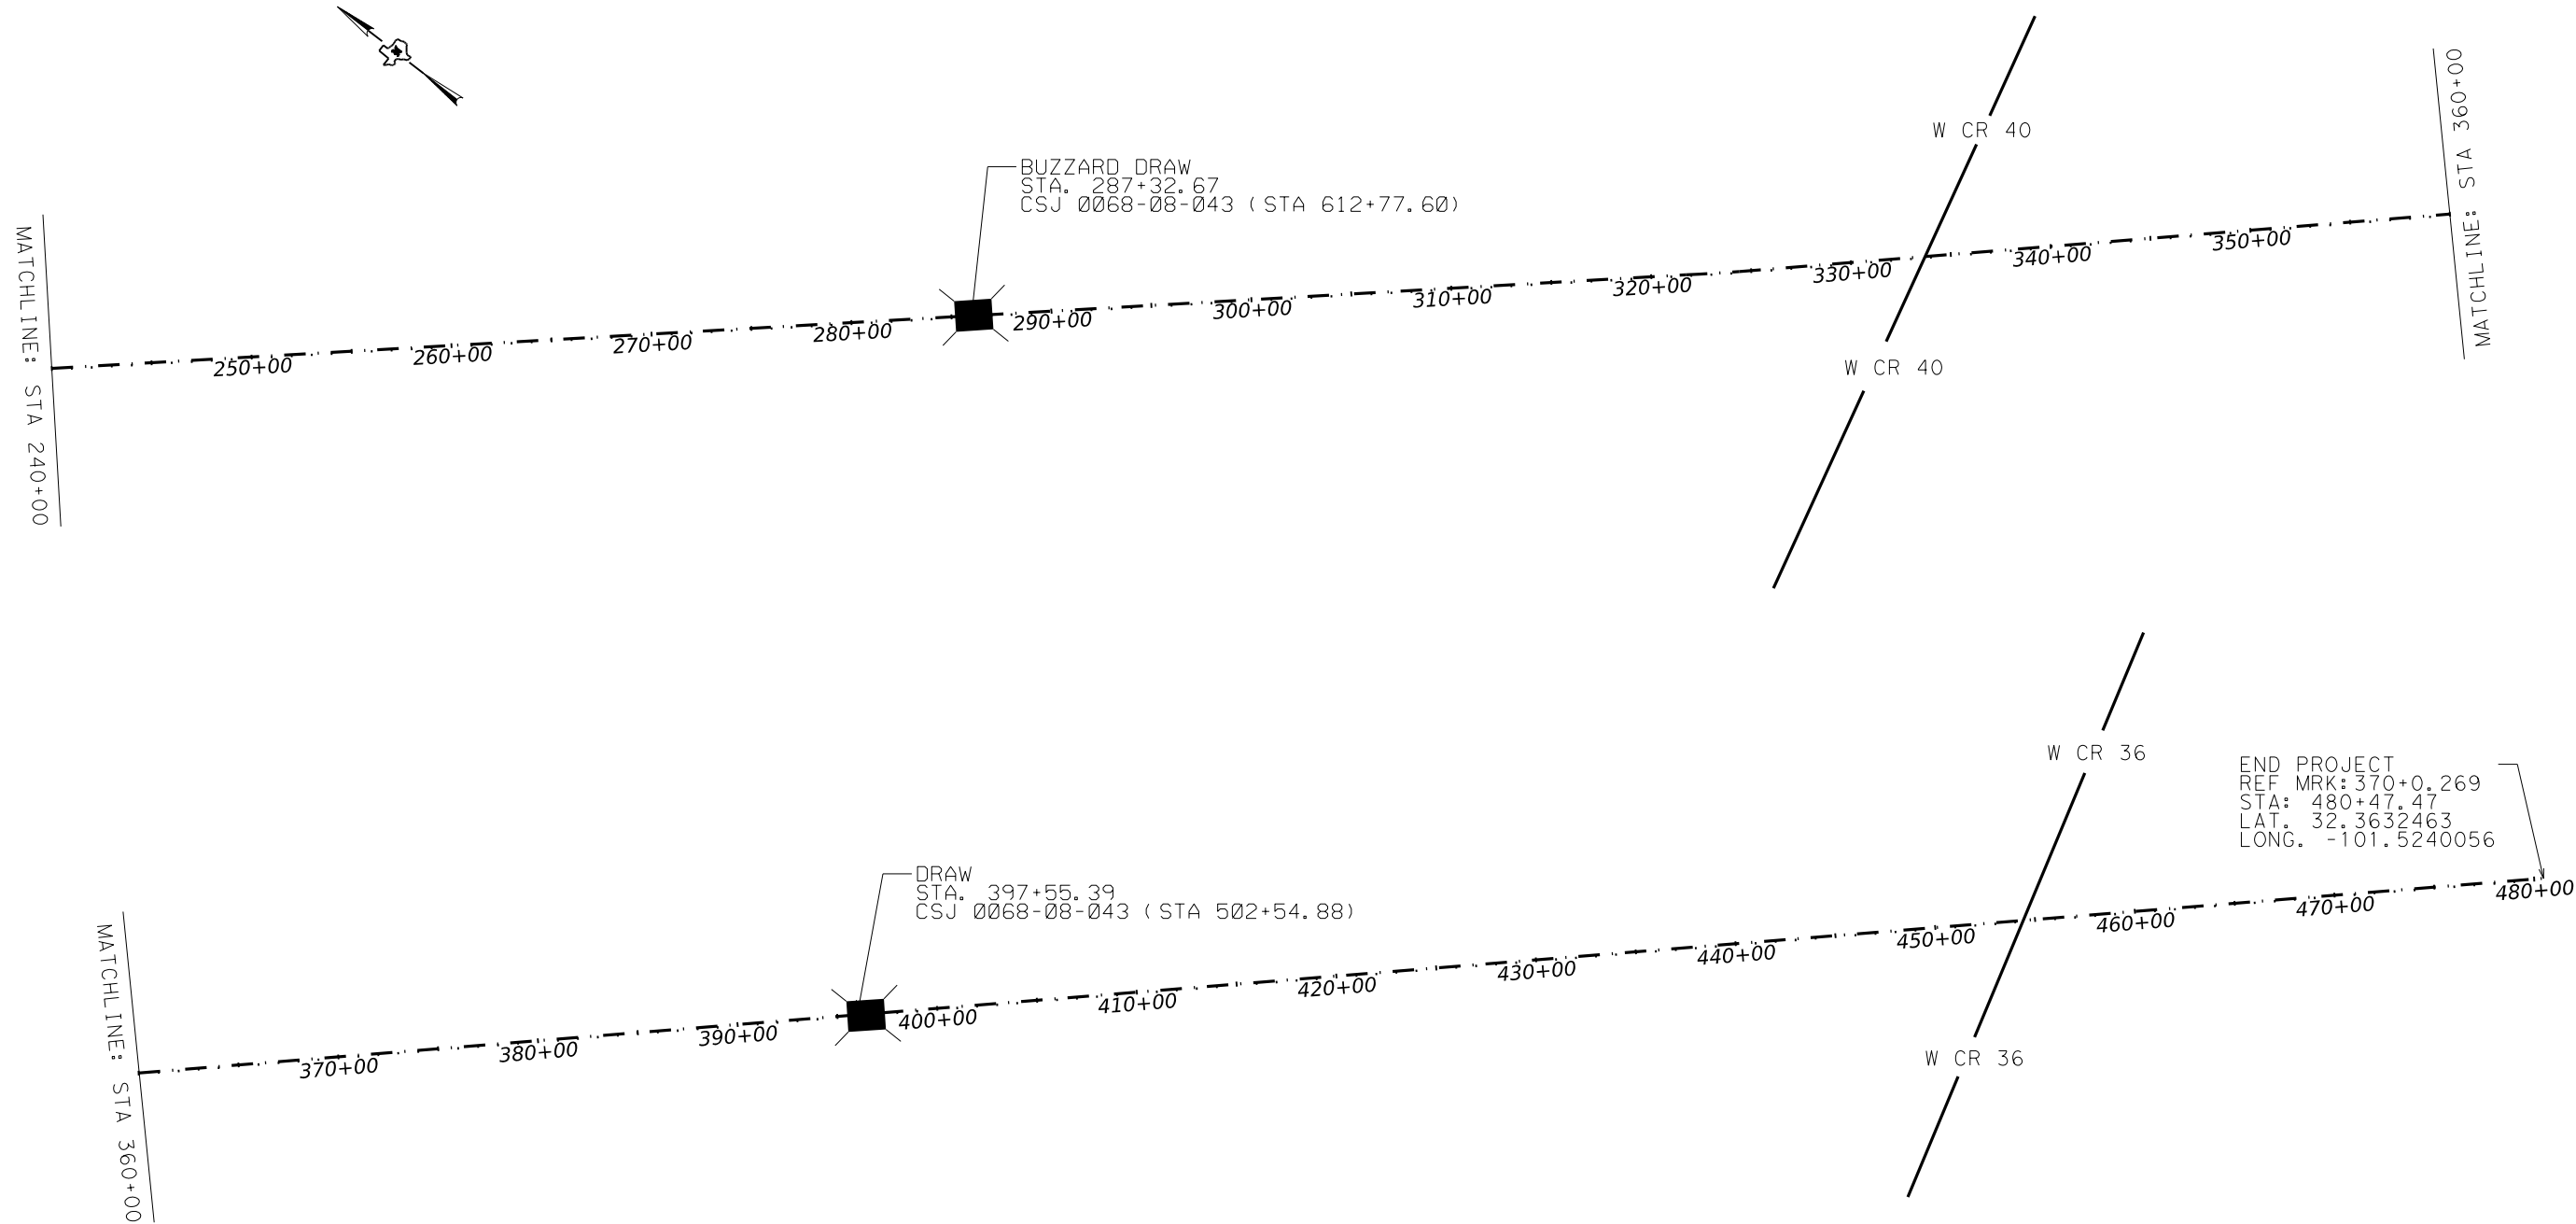 W CR 40
BUZZARD DRAW
STA. 287+32.67
CSJ 0068-08-043 (STA 612+77.60)
MATCHLINE: STA 240+00
250+00
260+00
270+00
280+00
290+00
300+00
310+00
320+00
330+00
340+00
350+00
MATCHLINE: STA 360+00
W CR 40
W CR 36
END PROJECT
REF MRK:370+0.269
STA: 480+47.47
LAT. 32.3632463
LONG. -101.5240056
DRAW
STA. 397+55.39
CSJ 0068-08-043 (STA 502+54.88)
MATCHLINE: STA 360+00
370+00
380+00
390+00
400+00
410+00
420+00
430+00
440+00
450+00
460+00
470+00
480+00
W CR 36